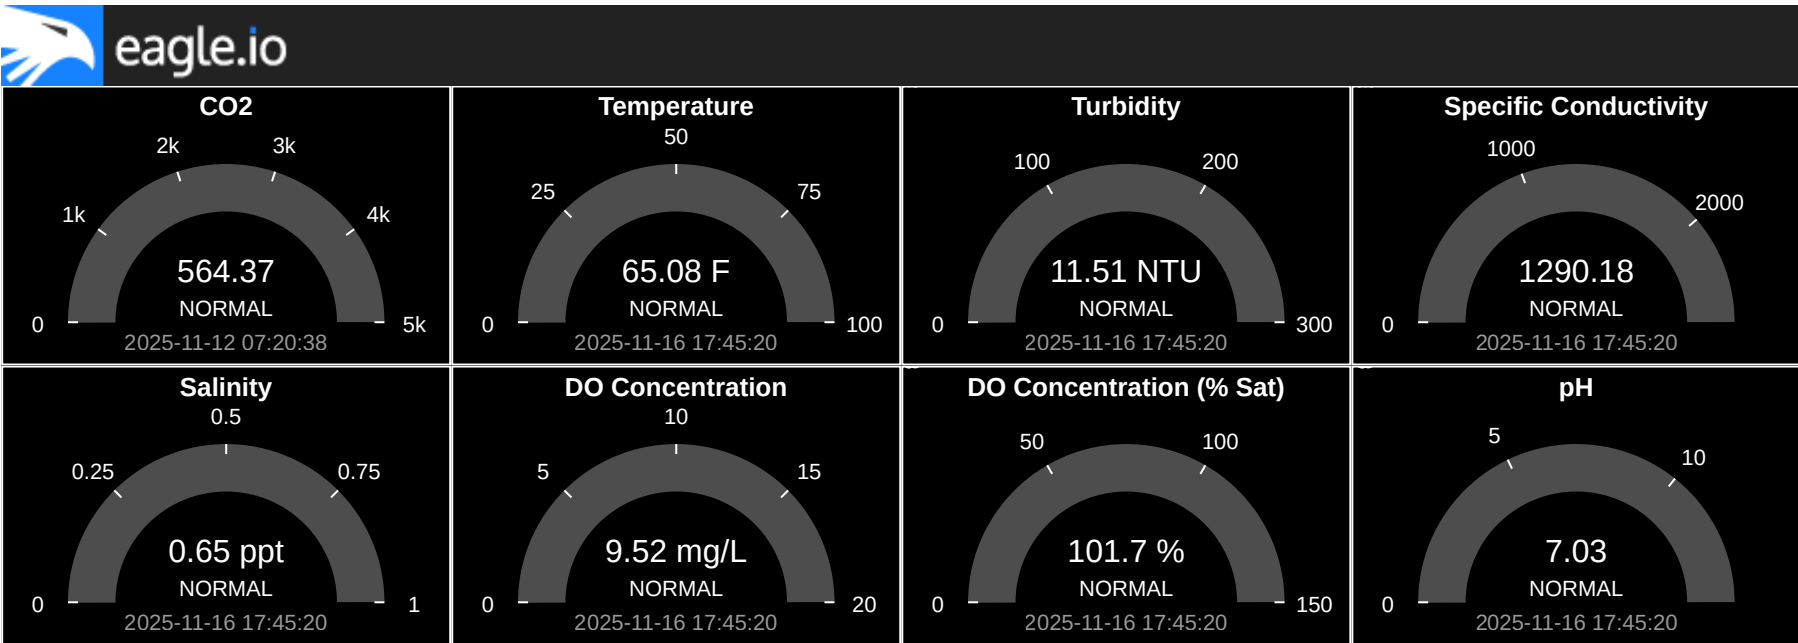 eagle.io
CO2
2k
3k
1k
4k
564.37
NORMAL
0
5k
2025-11-12 07:20:38
Temperature
50
25
75
65.08 F
NORMAL
0
100
2025-11-16 17:45:20
Turbidity
100
200
11.51 NTU
NORMAL
0
300
2025-11-16 17:45:20
Specific Conductivity
1000
2000
1290.18
NORMAL
0
2025-11-16 17:45:20
Salinity
0.5
0.25
0.75
0.65 ppt
NORMAL
0
1
2025-11-16 17:45:20
DO Concentration
10
5
15
9.52 mg/L
NORMAL
0
20
2025-11-16 17:45:20
DO Concentration (% Sat)
50
100
101.7 %
NORMAL
0
150
2025-11-16 17:45:20
pH
5
10
7.03
NORMAL
0
2025-11-16 17:45:20